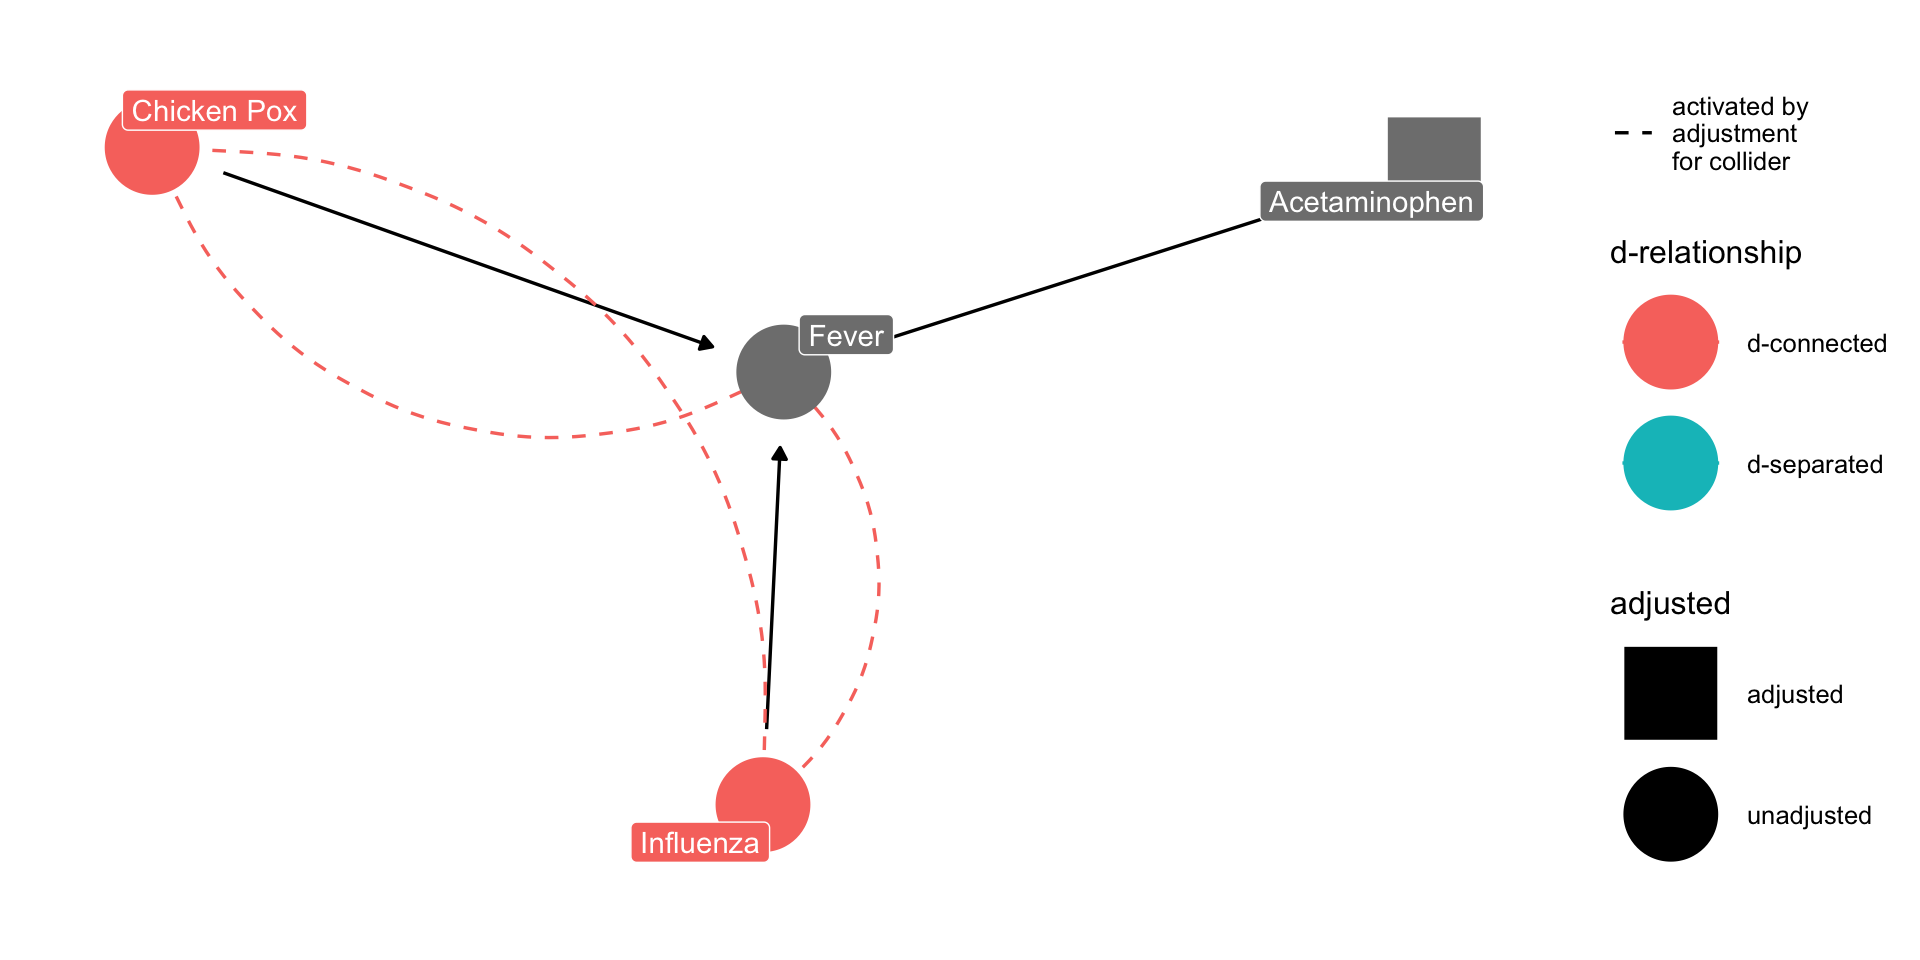 Chicken Pox
Acetaminophen
Fever
Influenza
activated by
adjustment
for collider
d-relationship
d-connected
d-separated
adjusted
adjusted
unadjusted